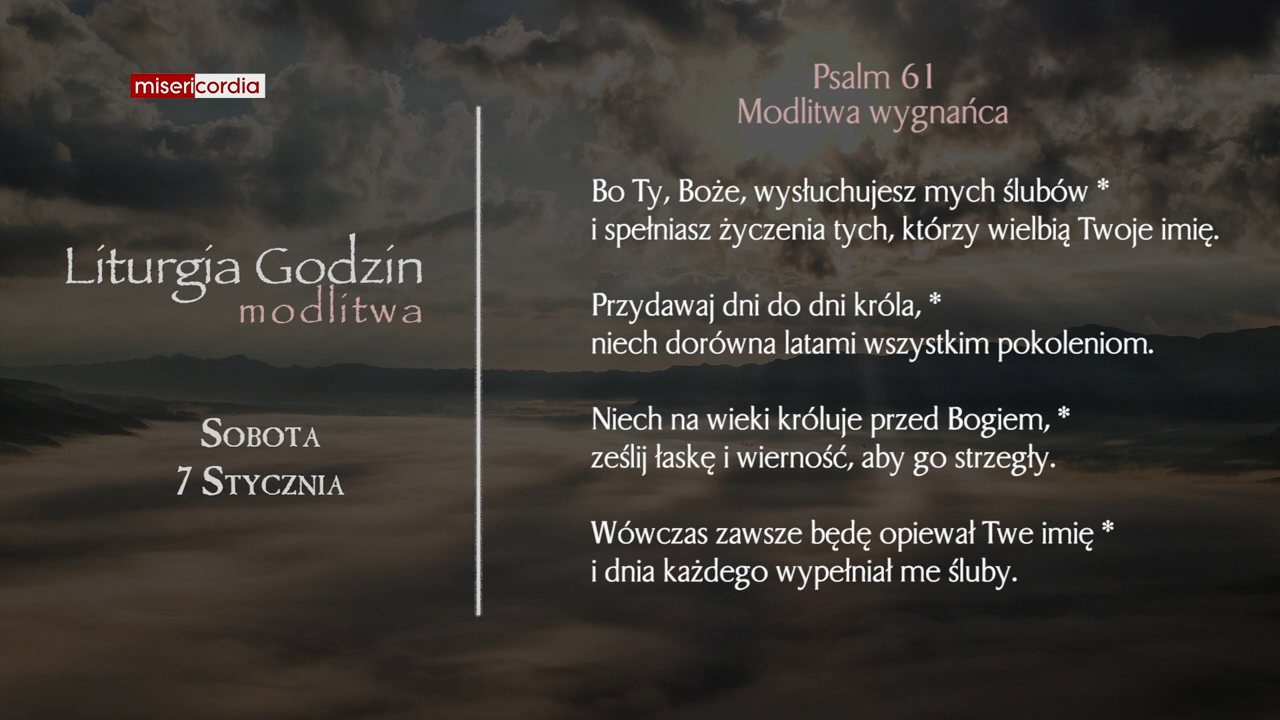 misericordia
Liturgia Godzin
modlitwa
Sobota
7 Stycznia
Psalm 61
Modlitwa wygnańca
Bo Ty, Boże, wysłuchujesz mych ślubów *
i spełniasz życzenia tych, którzy wielbią Twoje imię.
Przydawaj dni do dni króla, *
niech dorówna latami wszystkim pokoleniom.
Niech na wieki króluje przed Bogiem, *
ześlij łaskę i wierność, aby go strzegły.
Wówczas zawsze będę opiewał Twe imię *
i dnia każdego wypełniał me śluby.